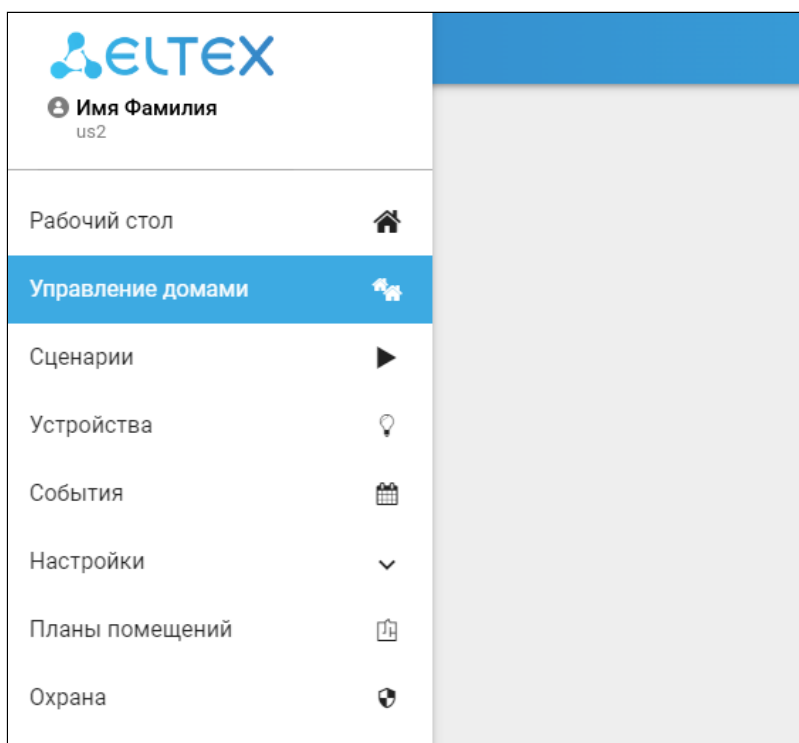 ELTEX
Имя Фамилия
us2
Рабочий стол
Управление домами
Сценарии
Устройства
События
Настройки
Планы помещений
Охрана